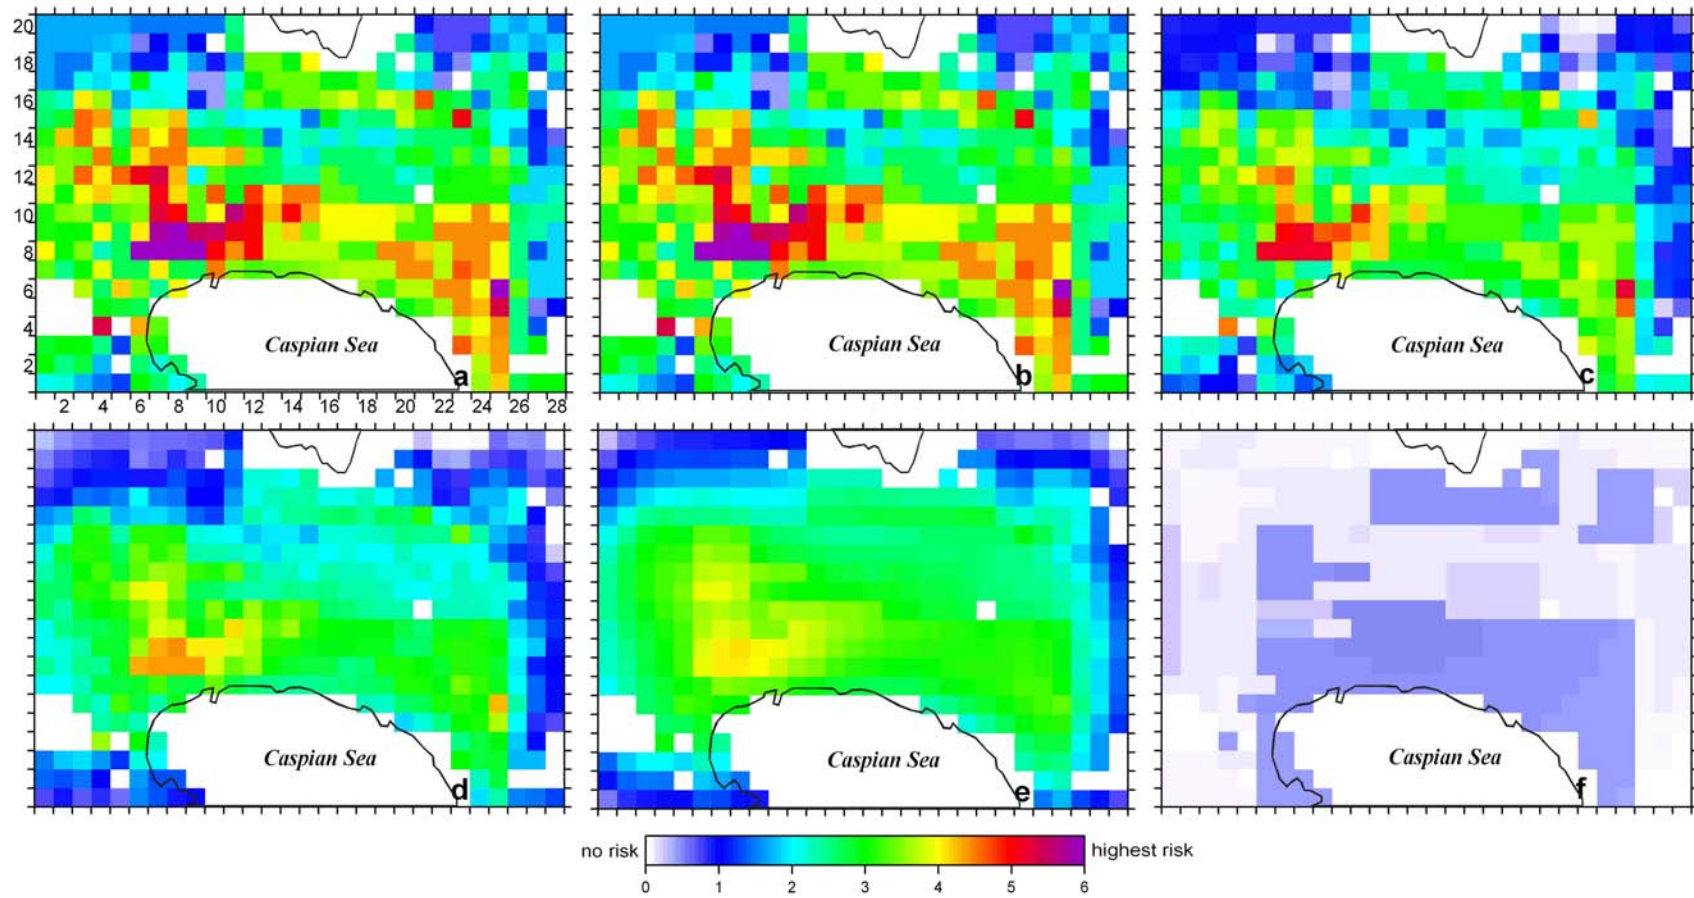 20
18
16
14
12
10
8
6
4
2
Caspian Sea
a
Caspian Sea
b
Caspian Sea
c
2 4 6 8 10 12 14 16 18 20 22 24 26 28
Caspian Sea
d
Caspian Sea
e
Caspian Sea
f
no risk
highest risk
0 1 2 3 4 5 6